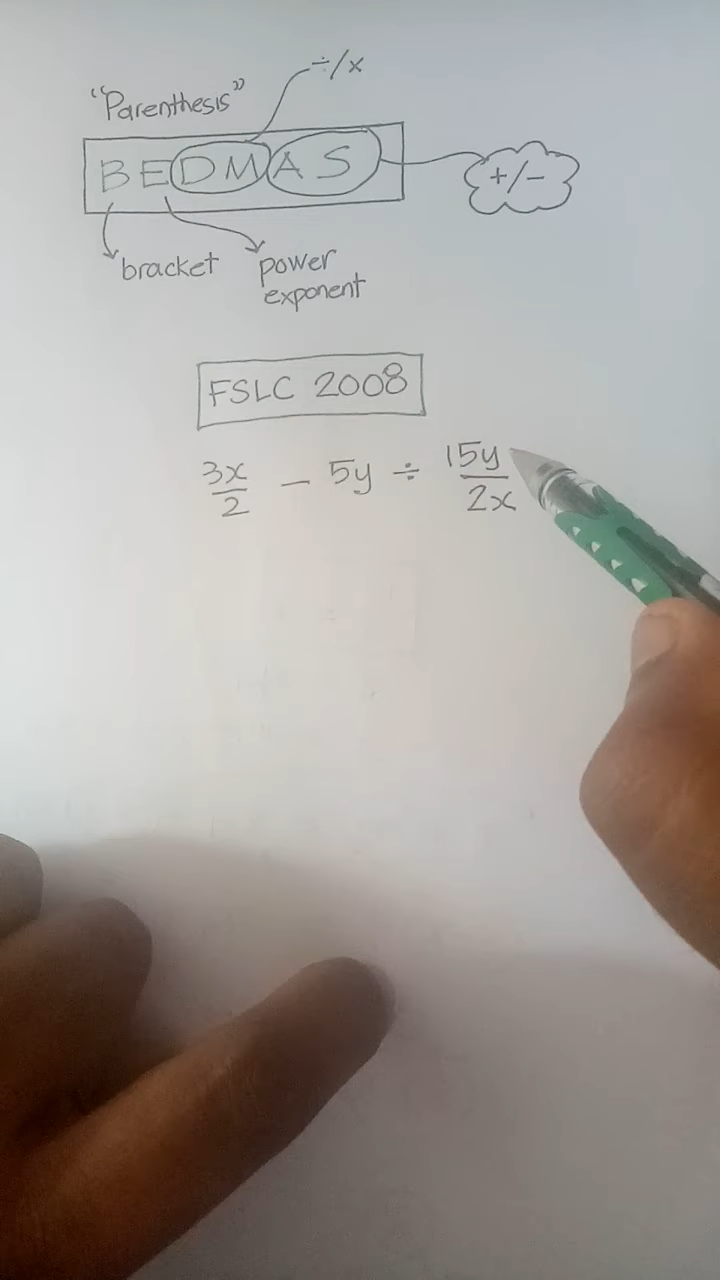 ÷/x
"Parenthesis"
BEDMAS
+/-
bracket
power
exponent
FSLC 2008
3x/2 - 5y ÷ 15y/2x